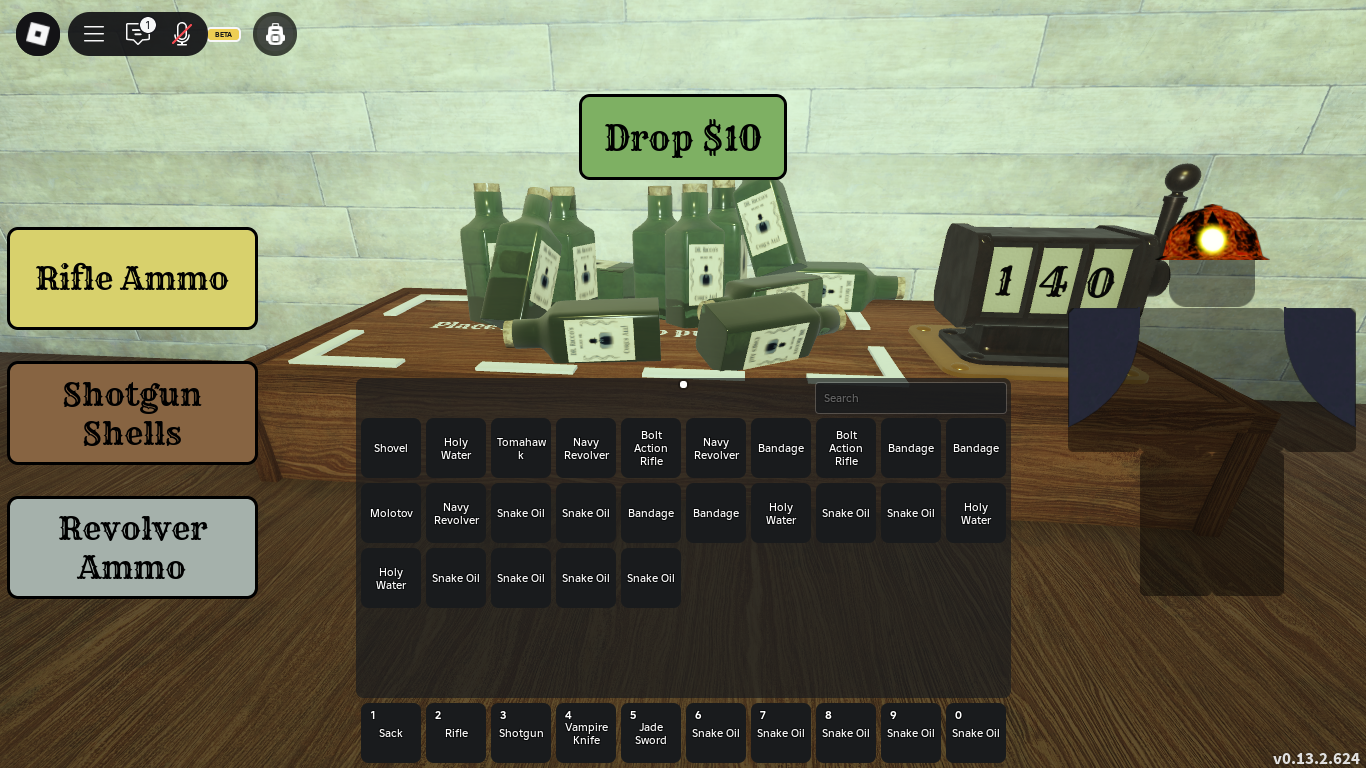 1
BETA
Drop $10
Rifle Ammo
Shotgun
Shells
Revolver
Ammo
140
Search
Shovel
Holy
Water
Tomahaw
k
Navy
Revolver
Bolt
Action
Rifle
Navy
Revolver
Bandage
Bolt
Action
Rifle
Bandage
Bandage
Molotov
Navy
Revolver
Snake Oil
Snake Oil
Bandage
Bandage
Holy
Water
Snake Oil
Snake Oil
Holy
Water
Holy
Water
Snake Oil
Snake Oil
Snake Oil
Snake Oil
1
Sack
2
Rifle
3
Shotgun
4
Vampire
Knife
5
Jade
Sword
6
Snake Oil
7
Snake Oil
8
Snake Oil
9
Snake Oil
0
Snake Oil
v0.13.2.624